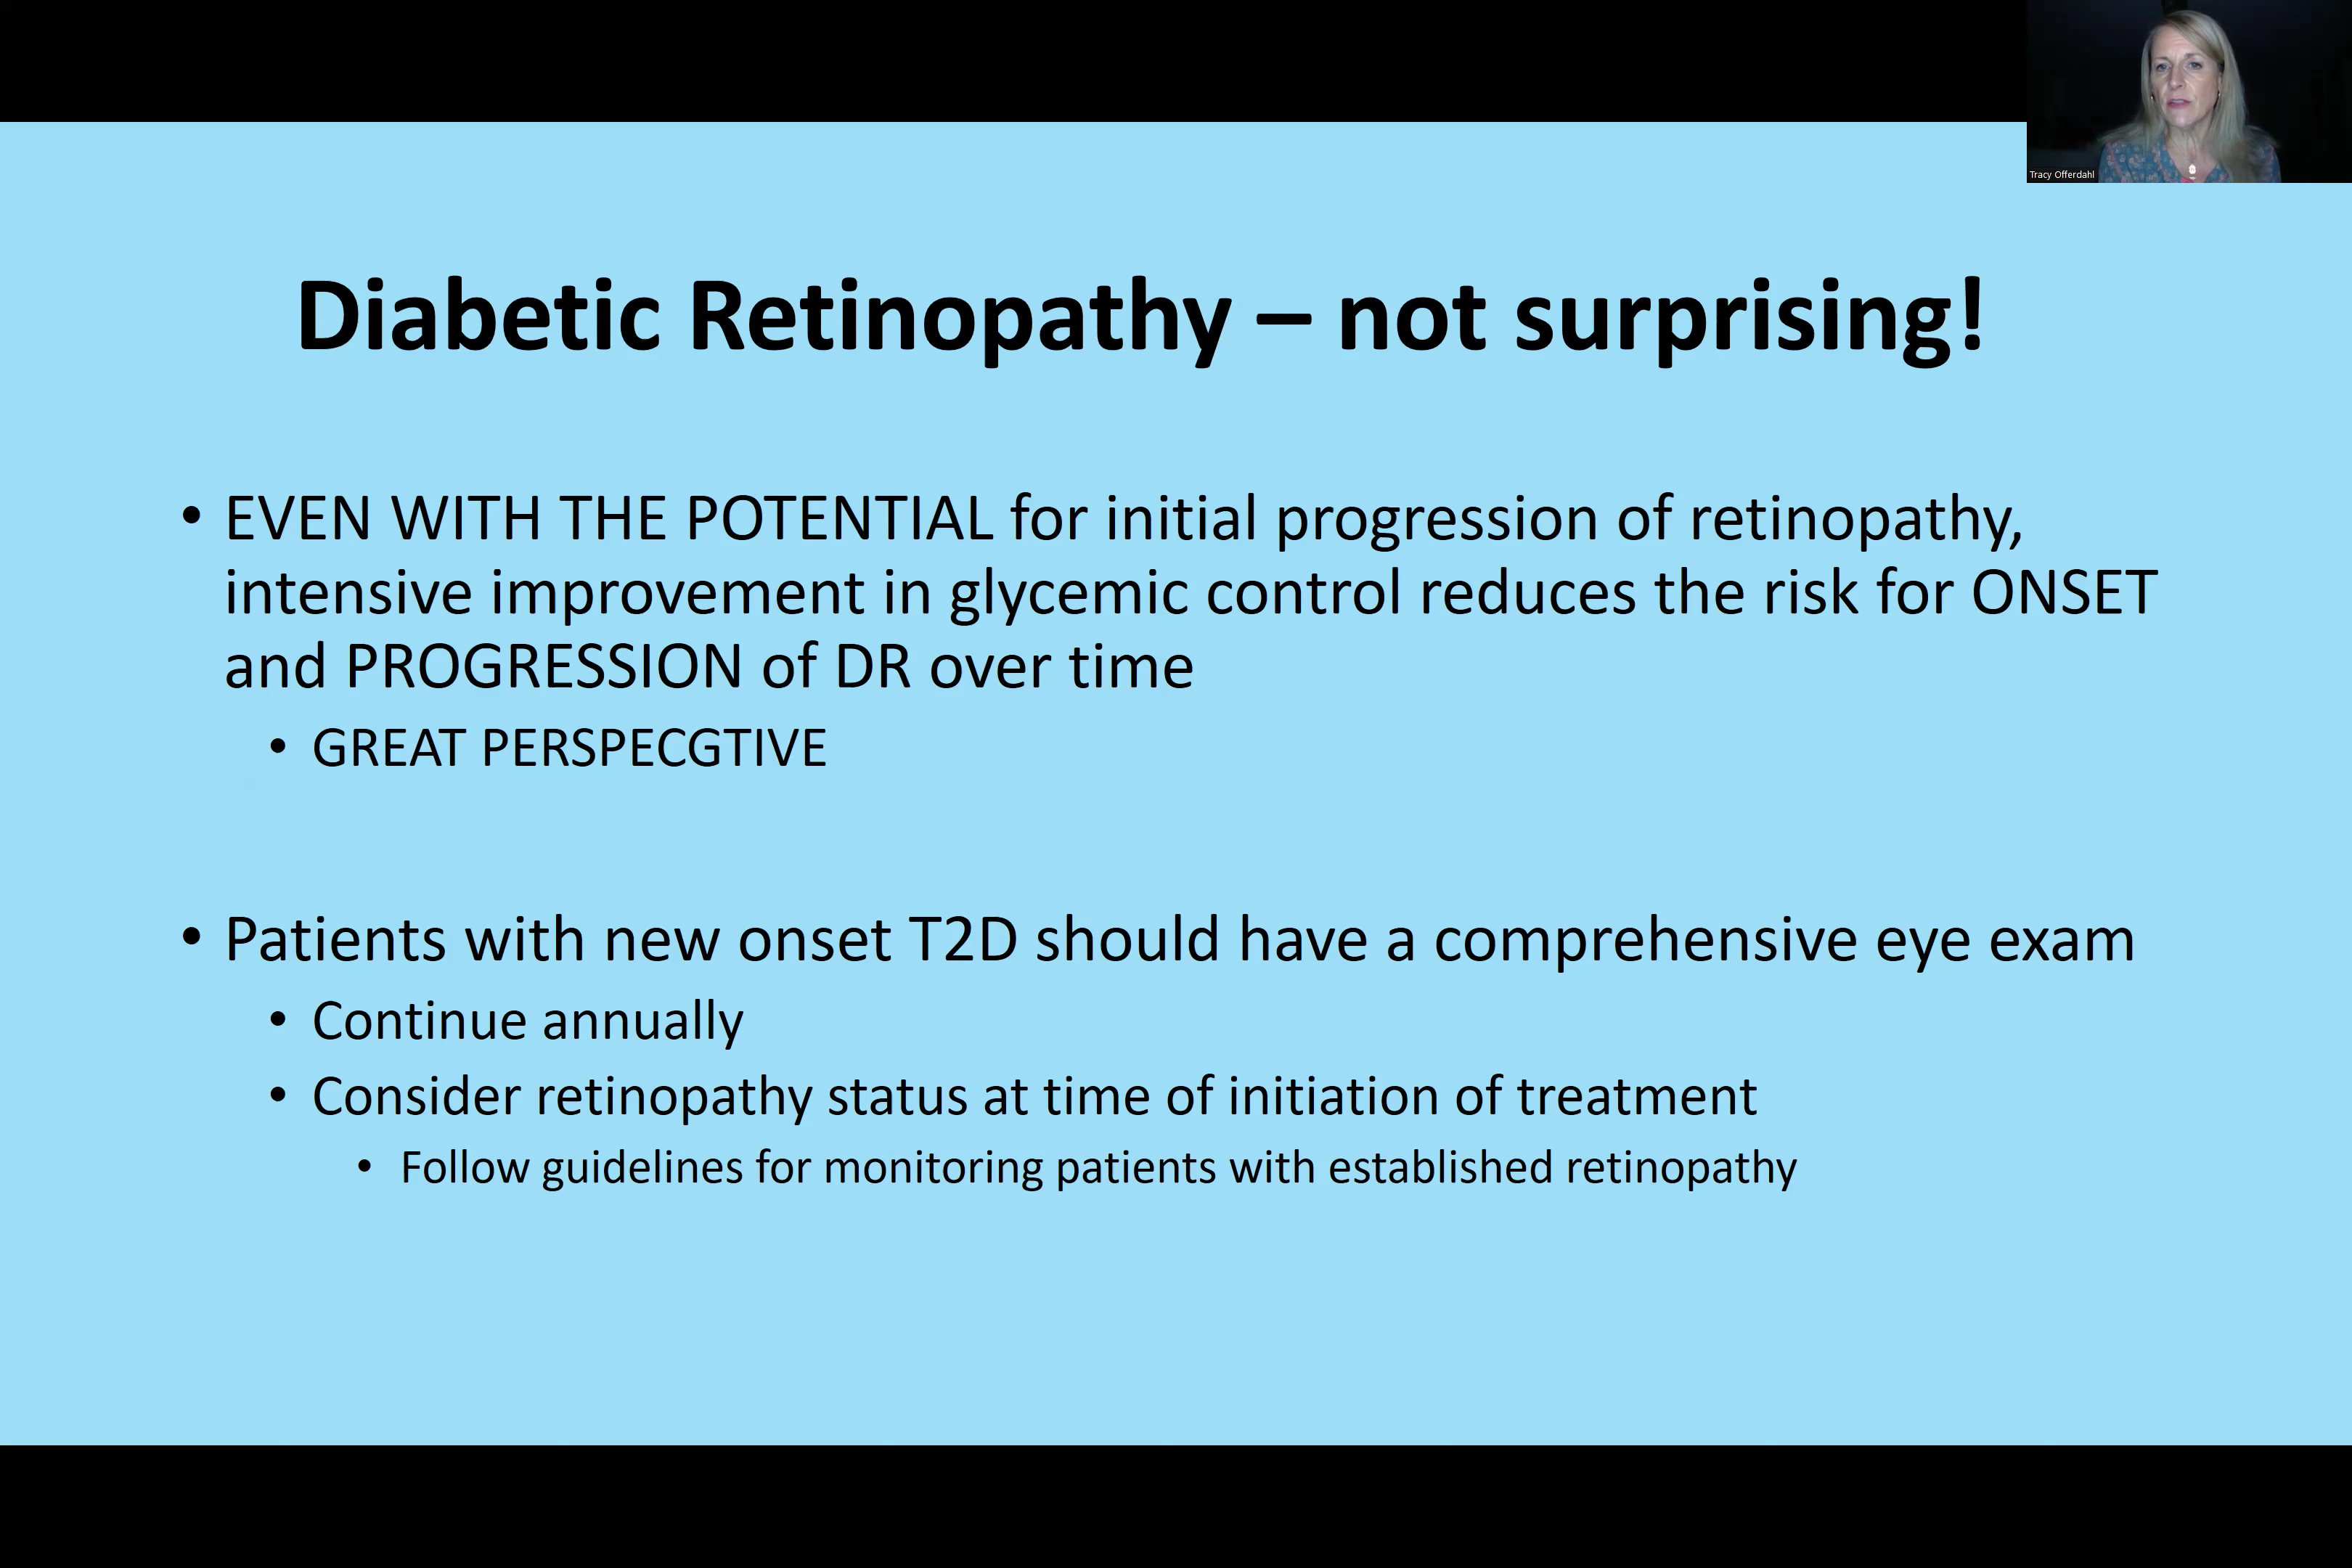 Tracy Offerdahl
Diabetic Retinopathy – not surprising!
• EVEN WITH THE POTENTIAL for initial progression of retinopathy,
intensive improvement in glycemic control reduces the risk for ONSET
and PROGRESSION of DR over time
• GREAT PERSPECGTIVE
• Patients with new onset T2D should have a comprehensive eye exam
• Continue annually
• Consider retinopathy status at time of initiation of treatment
• Follow guidelines for monitoring patients with established retinopathy